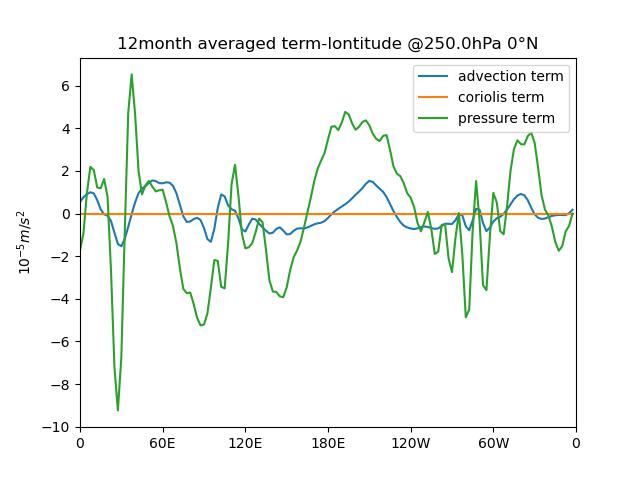 12month averaged term-lontitude @250.0hPa 0°N
advection term
coriolis term
pressure term
10⁻⁵m/s²
6
4
2
0
−2
−4
−6
−8
−10
0 60E 120E 180E 120W 60W 0